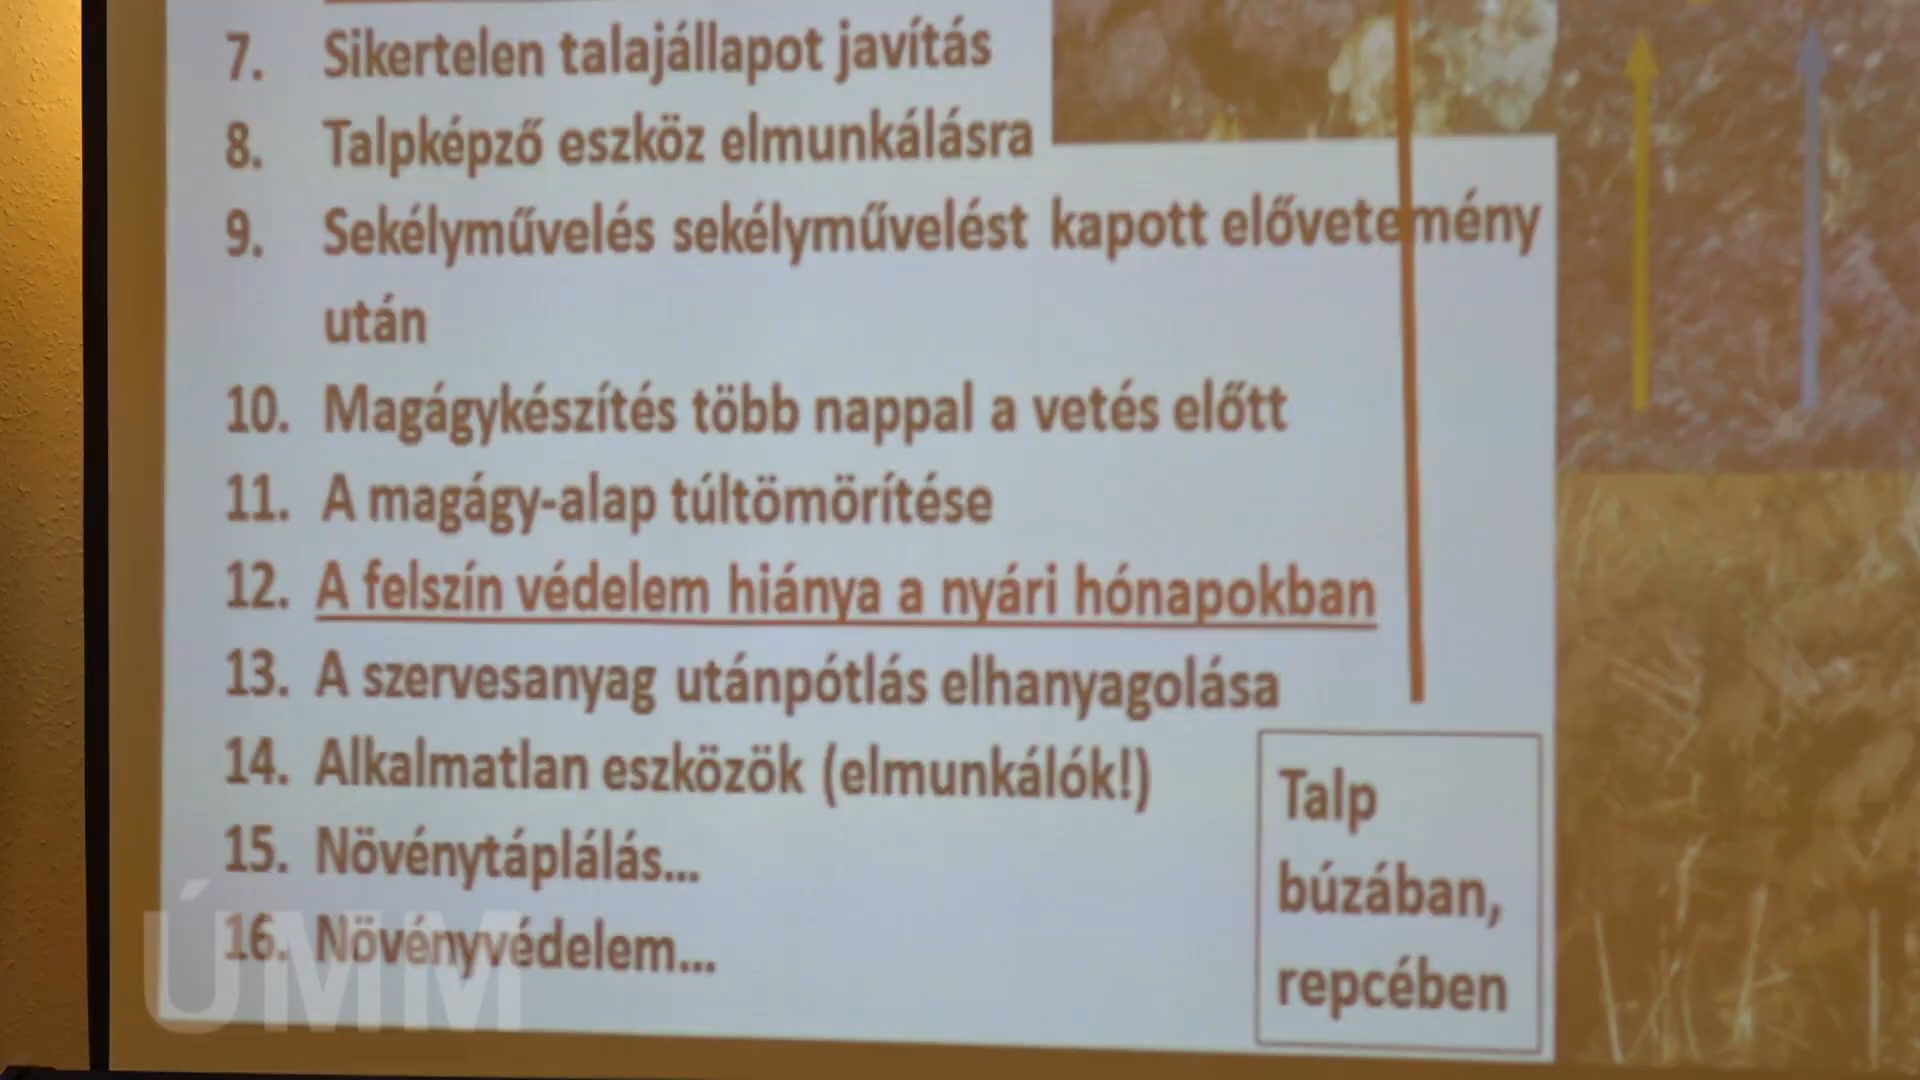 7. Sikertelen talajállapot javítás
8. Talpképző eszköz elmunkálásra
9. Sekélyművelés sekélyművelést kapott elővetemény
után
10. Magágykészítés több nappal a vetés előtt
11. A magágy-alap túltömörítése
12. A felszín védelem hiánya a nyári hónapokban
13. A szervesanyag utánpótlás elhanyagolása
14. Alkalmatlan eszközök (elmunkálók!)
15. Növénytáplálás...
16. Növényvédelem...
Talp
búzában,
repcében
ÚMM